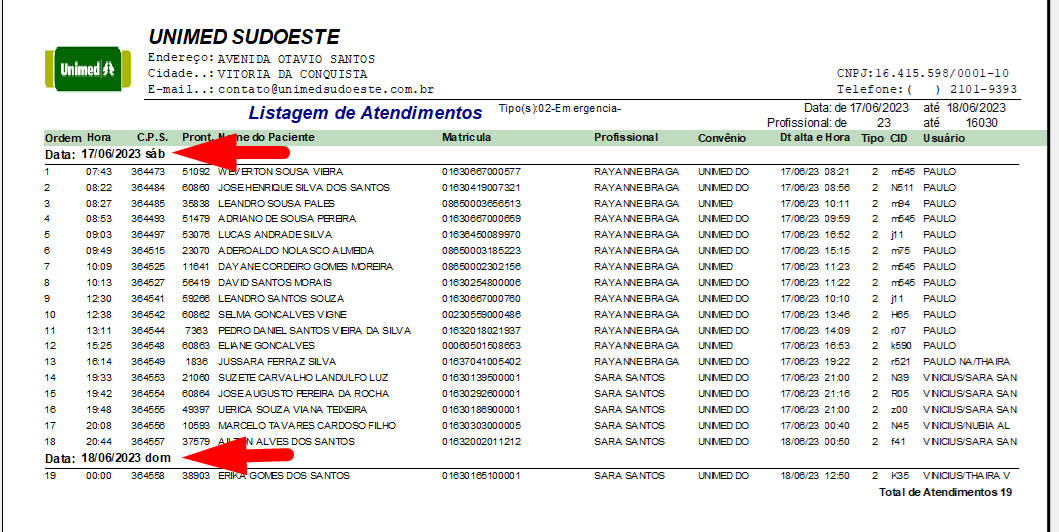 UNIMED SUDOESTE
Unimed
Endereço: AVENIDA OTAVIO SANTOS
Cidade..: VITORIA DA CONQUISTA CNPJ:16.415.598/0001-10
E-mail..: contato@unimedsudoeste.com.br Telefone:( ) 2101-9393
Listagem de Atendimentos Tipo(s):02-Emergencia- Data: de 17/06/2023 até 18/06/2023
Profissional: de 23 até 16030
Ordem Hora C.P.S. Pront. Nome do Paciente Matricula Profissional Convênio Dt alta e Hora Tipo CID Usuário
Data: 17/06/2023 sáb
1 07:43 364473 51092 WEVERTON SOUSA VIEIRA 01630667000577 RAYANNE BRAGA UNIMED DO 17/06/23 08:21 2 m545 PAULO
2 08:22 364484 60860 JOSE HENRIQUE SILVA DOS SANTOS 01630419007321 RAYANNE BRAGA UNIMED DO 17/06/23 08:56 2 N511 PAULO
3 08:27 364485 35838 LEANDRO SOUSA PALES 08650003656513 RAYANNE BRAGA UNIMED 17/06/23 10:11 2 m94 PAULO
4 08:53 364493 51479 ADRIANO DE SOUSA PEREIRA 01630667000659 RAYANNE BRAGA UNIMED DO 17/06/23 09:59 2 m545 PAULO
5 09:03 364497 53076 LUCAS ANDRADE SILVA 01636450089970 RAYANNE BRAGA UNIMED DO 17/06/23 16:52 2 j11 PAULO
6 09:49 364515 23070 ADEROALDO NOLASCO ALMEIDA 08650003185223 RAYANNE BRAGA UNIMED DO 17/06/23 15:15 2 m75 PAULO
7 10:09 364525 11641 DAYANE CORDEIRO GOMES MOREIRA 08650002302156 RAYANNE BRAGA UNIMED 17/06/23 11:23 2 m545 PAULO
8 10:13 364527 56419 DAVID SANTOS MORAIS 01630254800006 RAYANNE BRAGA UNIMED DO 17/06/23 11:22 2 m545 PAULO
9 12:30 364541 59266 LEANDRO SANTOS SOUZA 01630667000760 RAYANNE BRAGA UNIMED DO 17/06/23 10:10 2 j11 PAULO
10 12:38 364542 60862 SELMA GONCALVES VIGNE 00230559000486 RAYANNE BRAGA UNIMED DO 17/06/23 13:46 2 H65 PAULO
11 13:11 364544 7363 PEDRO DANIEL SANTOS VIEIRA DA SILVA 01632018021937 RAYANNE BRAGA UNIMED DO 17/06/23 14:09 2 r07 PAULO
12 15:25 364548 60863 ELIANE GONCALVES 00060501508653 RAYANNE BRAGA UNIMED 17/06/23 16:53 2 k590 PAULO
13 16:14 364549 1836 JUSSARA FERRAZ SILVA 01637041005402 RAYANNE BRAGA UNIMED DO 17/06/23 19:22 2 r521 PAULO NA/THAIRA
14 19:33 364553 21060 SUZETE CARVALHO LANDULFO LUZ 01630139500001 SARA SANTOS UNIMED DO 17/06/23 21:00 2 N39 VINICIUS/SARA SAN
15 19:42 364554 60864 JOSE AUGUSTO PEREIRA DA ROCHA 01630292600001 SARA SANTOS UNIMED DO 17/06/23 21:16 2 R05 VINICIUS/SARA SAN
16 19:48 364555 49397 UERICA SOUZA VIANA TEIXEIRA 01630186900001 SARA SANTOS UNIMED DO 17/06/23 21:00 2 z00 VINICIUS/SARA SAN
17 20:08 364556 10593 MARCELO TAVARES CARDOSO FILHO 01630303000005 SARA SANTOS UNIMED DO 17/06/23 00:40 2 N45 VINICIUS/NUBIA AL
18 20:44 364557 37579 AILTON ALVES DOS SANTOS 01632002011212 SARA SANTOS UNIMED DO 18/06/23 00:50 2 f41 VINICIUS/SARA SAN
Data: 18/06/2023 dom
19 00:00 364558 38903 ERIKA GOMES DOS SANTOS 01630165100001 SARA SANTOS UNIMED DO 18/06/23 12:50 2 K35 VINICIUS/THAIRA V
Total de Atendimentos 19